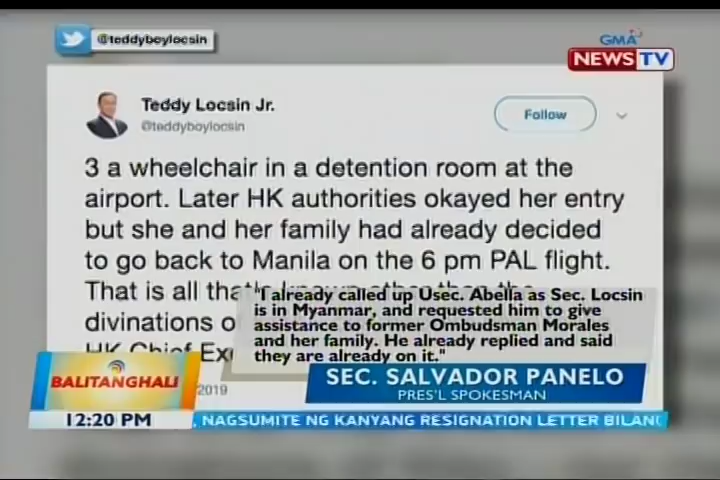 @teddyboylocsin
GMA
NEWS TV
Teddy Locsin Jr.
@teddyboylocsin
Follow
3 a wheelchair in a detention room at the
airport. Later HK authorities okayed her entry
but she and her family had already decided
to go back to Manila on the 6 pm PAL flight.
That is all that's known other than the
divinations o
HK Chief Ex
2019
"I already called up Usec. Abella as Sec. Locsin
is in Myanmar, and requested him to give
assistance to former Ombudsman Morales
and her family. He already replied and said
they are already on it."
SEC. SALVADOR PANELO
PRES'L SPOKESMAN
BALITANGHALI
12:20 PM
. NAGSUMITE NG KANYANG RESIGNATION LETTER BILANG